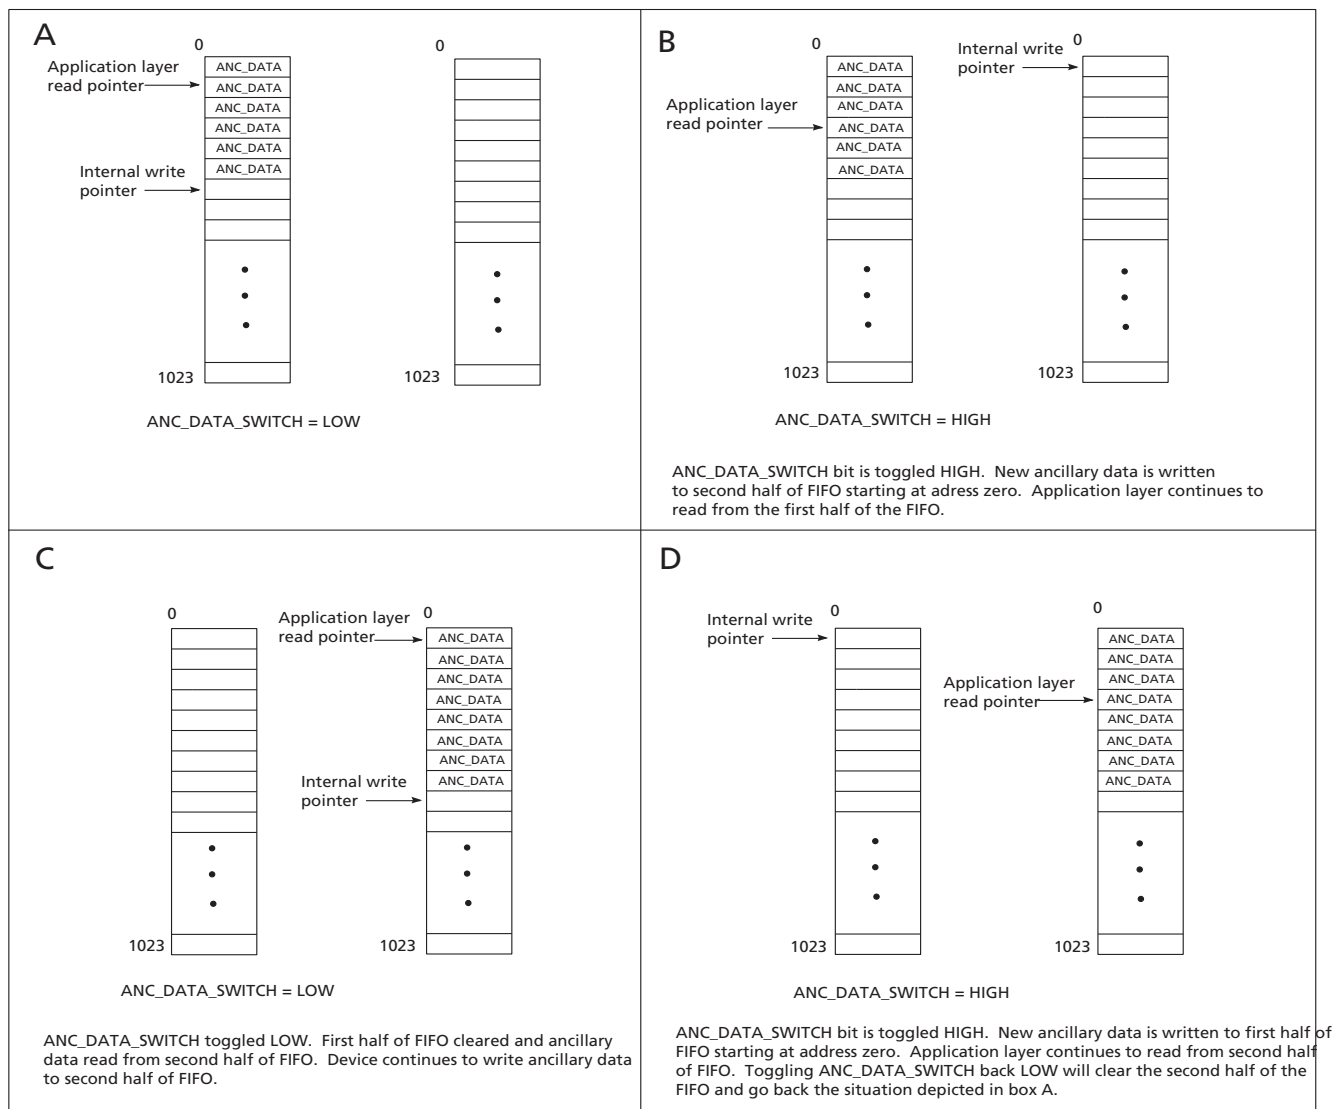 A
0
0
Application layer
read pointer
ANC_DATA
ANC_DATA
ANC_DATA
ANC_DATA
ANC_DATA
ANC_DATA
Internal write
pointer
1023
1023
ANC_DATA_SWITCH = LOW
B
0
0
Internal write
pointer
Application layer
read pointer
ANC_DATA
ANC_DATA
ANC_DATA
ANC_DATA
ANC_DATA
ANC_DATA
1023
1023
ANC_DATA_SWITCH = HIGH
ANC_DATA_SWITCH bit is toggled HIGH. New ancillary data is written
to second half of FIFO starting at adress zero. Application layer continues to
read from the first half of the FIFO.
C
0
0
Application layer
read pointer
ANC_DATA
ANC_DATA
ANC_DATA
ANC_DATA
ANC_DATA
ANC_DATA
ANC_DATA
ANC_DATA
Internal write
pointer
1023
1023
ANC_DATA_SWITCH = LOW
ANC_DATA_SWITCH toggled LOW. First half of FIFO cleared and ancillary
data read from second half of FIFO. Device continues to write ancillary data
to second half of FIFO.
D
0
0
Internal write
pointer
Application layer
read pointer
ANC_DATA
ANC_DATA
ANC_DATA
ANC_DATA
ANC_DATA
ANC_DATA
ANC_DATA
ANC_DATA
1023
1023
ANC_DATA_SWITCH = HIGH
ANC_DATA_SWITCH bit is toggled HIGH. New ancillary data is written to first half of
FIFO starting at address zero. Application layer continues to read from second half
of FIFO. Toggling ANC_DATA_SWITCH back LOW will clear the second half of the
FIFO and go back the situation depicted in box A.